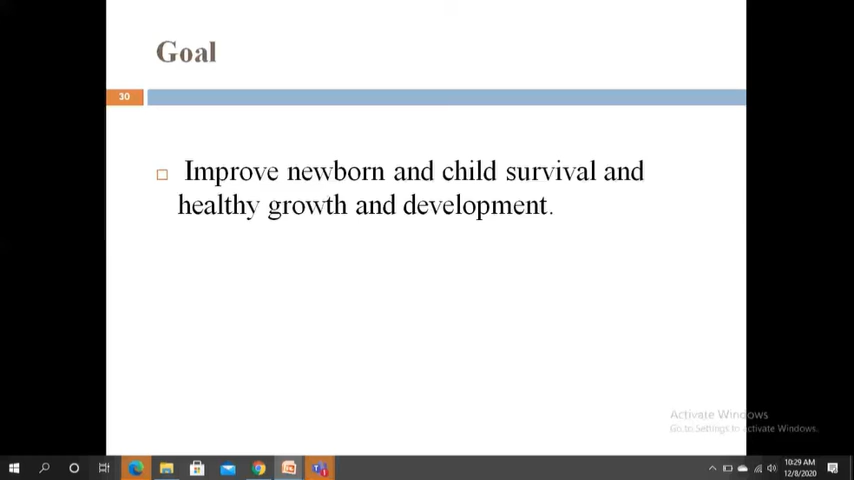 Goal
30
Improve newborn and child survival and
healthy growth and development.
Activate Windows
Go to Settings to activate Windows.
10:29 AM
12/8/2020